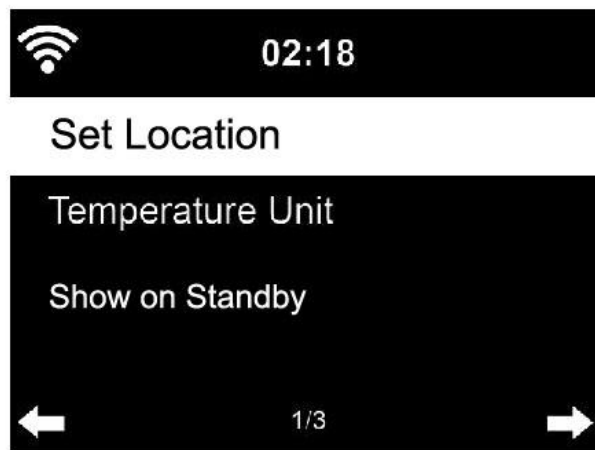 02:18
Set Location
Temperature Unit
Show on Standby
1/3